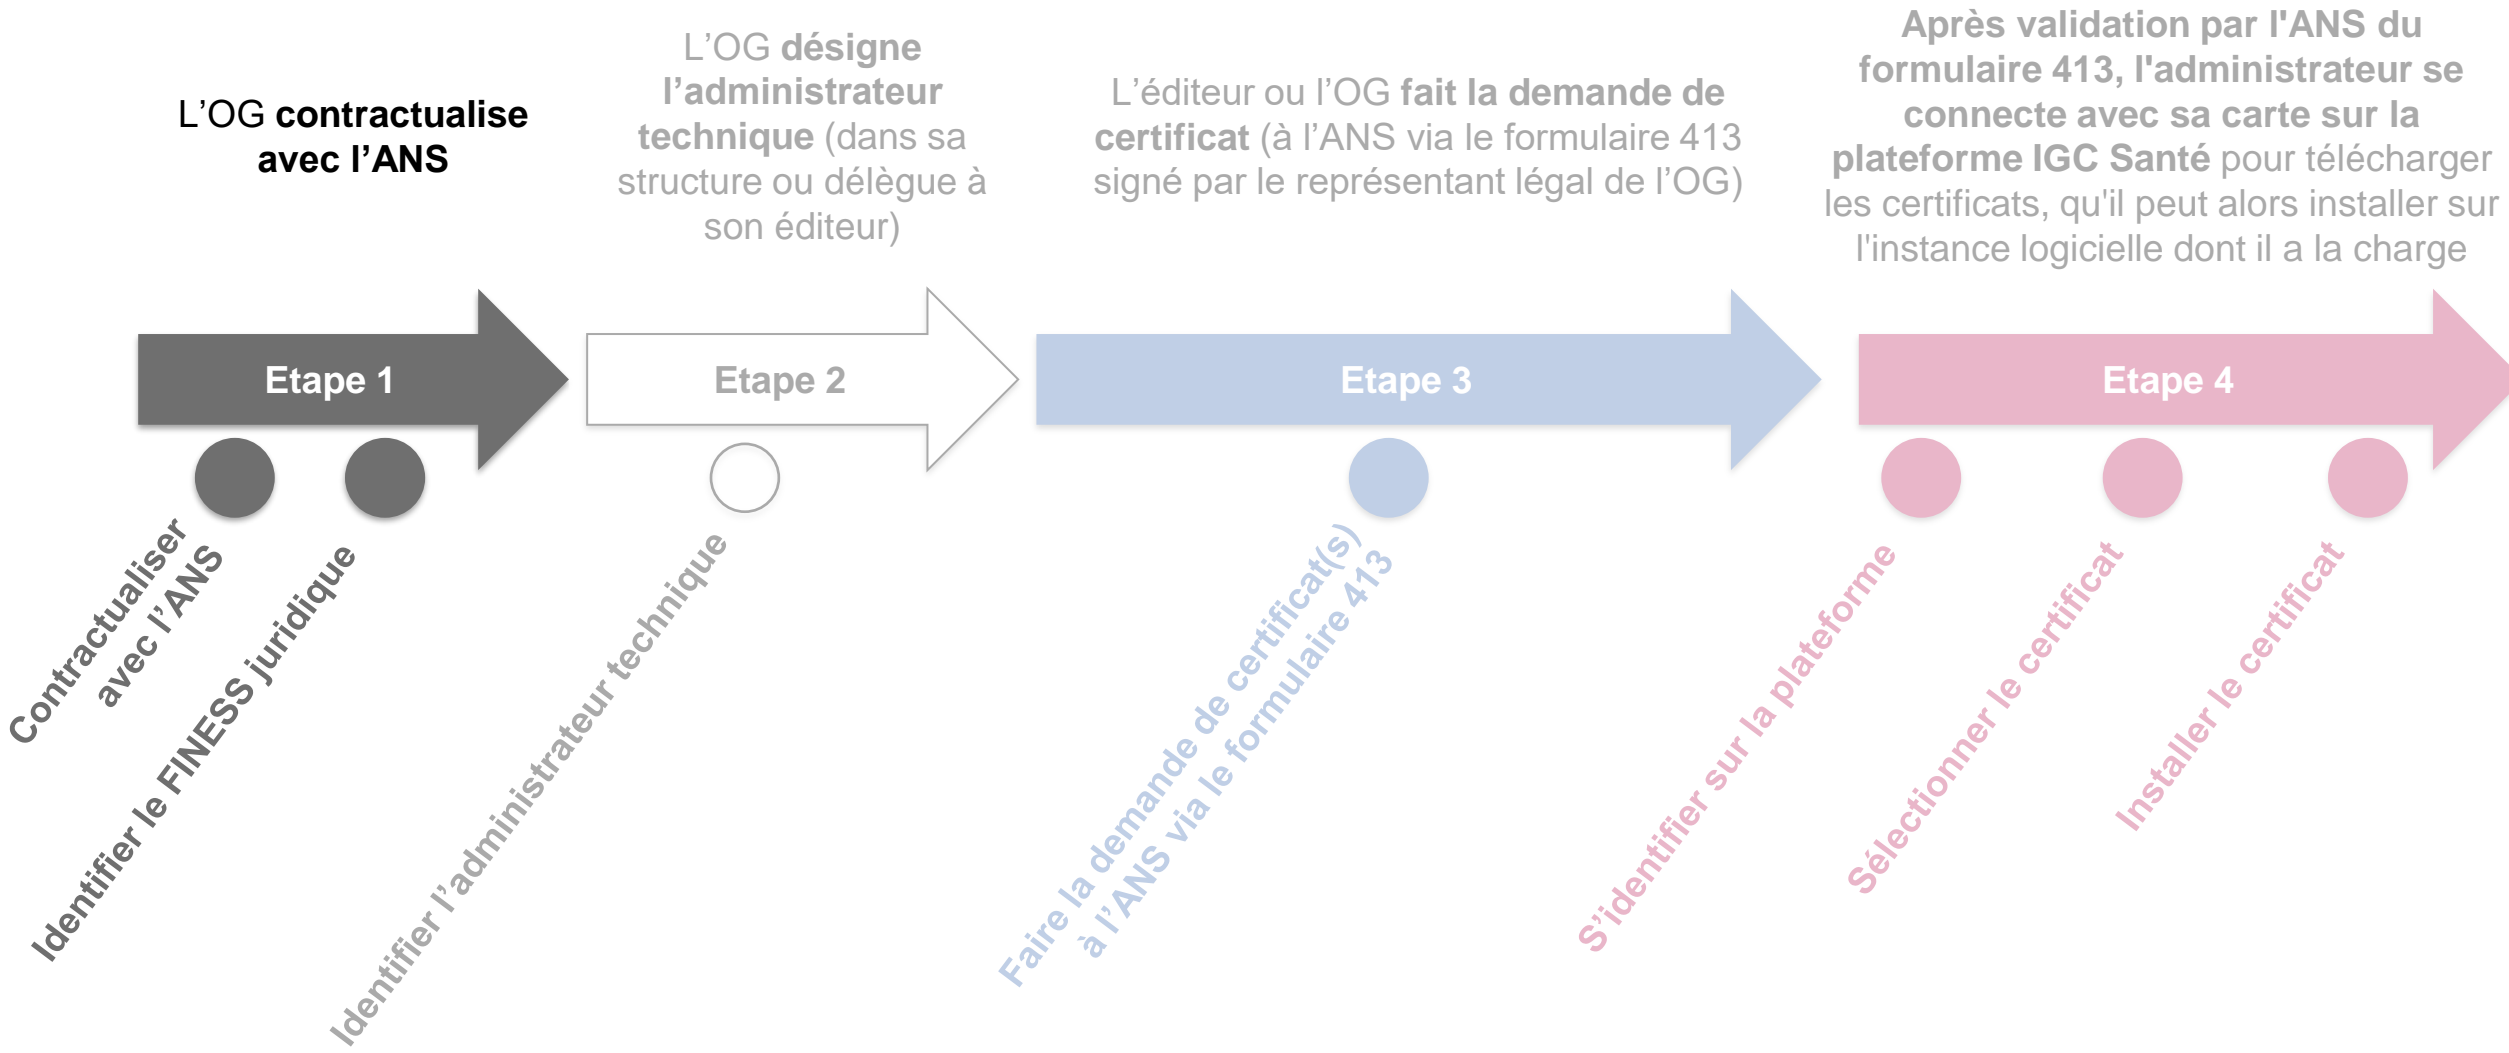 L’OG contractualise
avec l’ANS
L’OG désigne
l’administrateur
technique (dans sa
structure ou délègue à
son éditeur)
L’éditeur ou l’OG fait la demande de
certificat (à l’ANS via le formulaire 413
signé par le représentant légal de l’OG)
Après validation par l'ANS du
formulaire 413, l'administrateur se
connecte avec sa carte sur la
plateforme IGC Santé pour télécharger
les certificats, qu'il peut alors installer sur
l'instance logicielle dont il a la charge
Etape 1
Etape 2
Etape 3
Etape 4
Contractualiser
avec l’ANS
Identifier le FINESS juridique
Identifier l’administrateur technique
Faire la demande de certificat(s)
à l’ANS via le formulaire 413
S’identifier sur la plateforme
Sélectionner le certificat
Installer le certificat